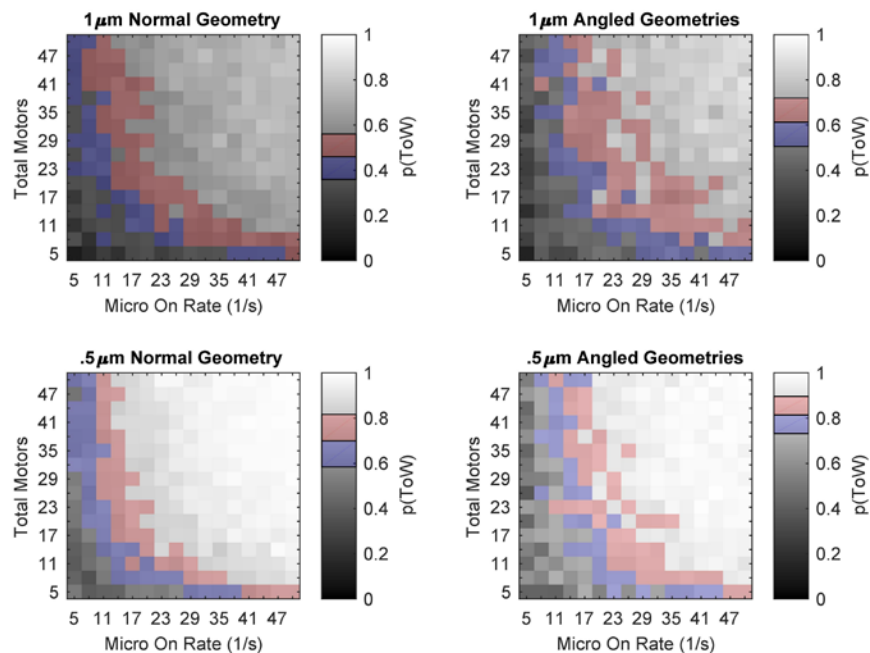 1μm Normal Geometry
Total Motors
47
41
35
29
23
17
11
5
5 11 17 23 29 35 41 47
Micro On Rate (1/s)
1
0.8
0.6
0.4
0.2
0
p(ToW)
1μm Angled Geometries
Total Motors
47
41
35
29
23
17
11
5
5 11 17 23 29 35 41 47
Micro On Rate (1/s)
1
0.8
0.6
0.4
0.2
0
p(ToW)
.5μm Normal Geometry
Total Motors
47
41
35
29
23
17
11
5
5 11 17 23 29 35 41 47
Micro On Rate (1/s)
1
0.8
0.6
0.4
0.2
0
p(ToW)
.5μm Angled Geometries
Total Motors
47
41
35
29
23
17
11
5
5 11 17 23 29 35 41 47
Micro On Rate (1/s)
1
0.8
0.6
0.4
0.2
0
p(ToW)